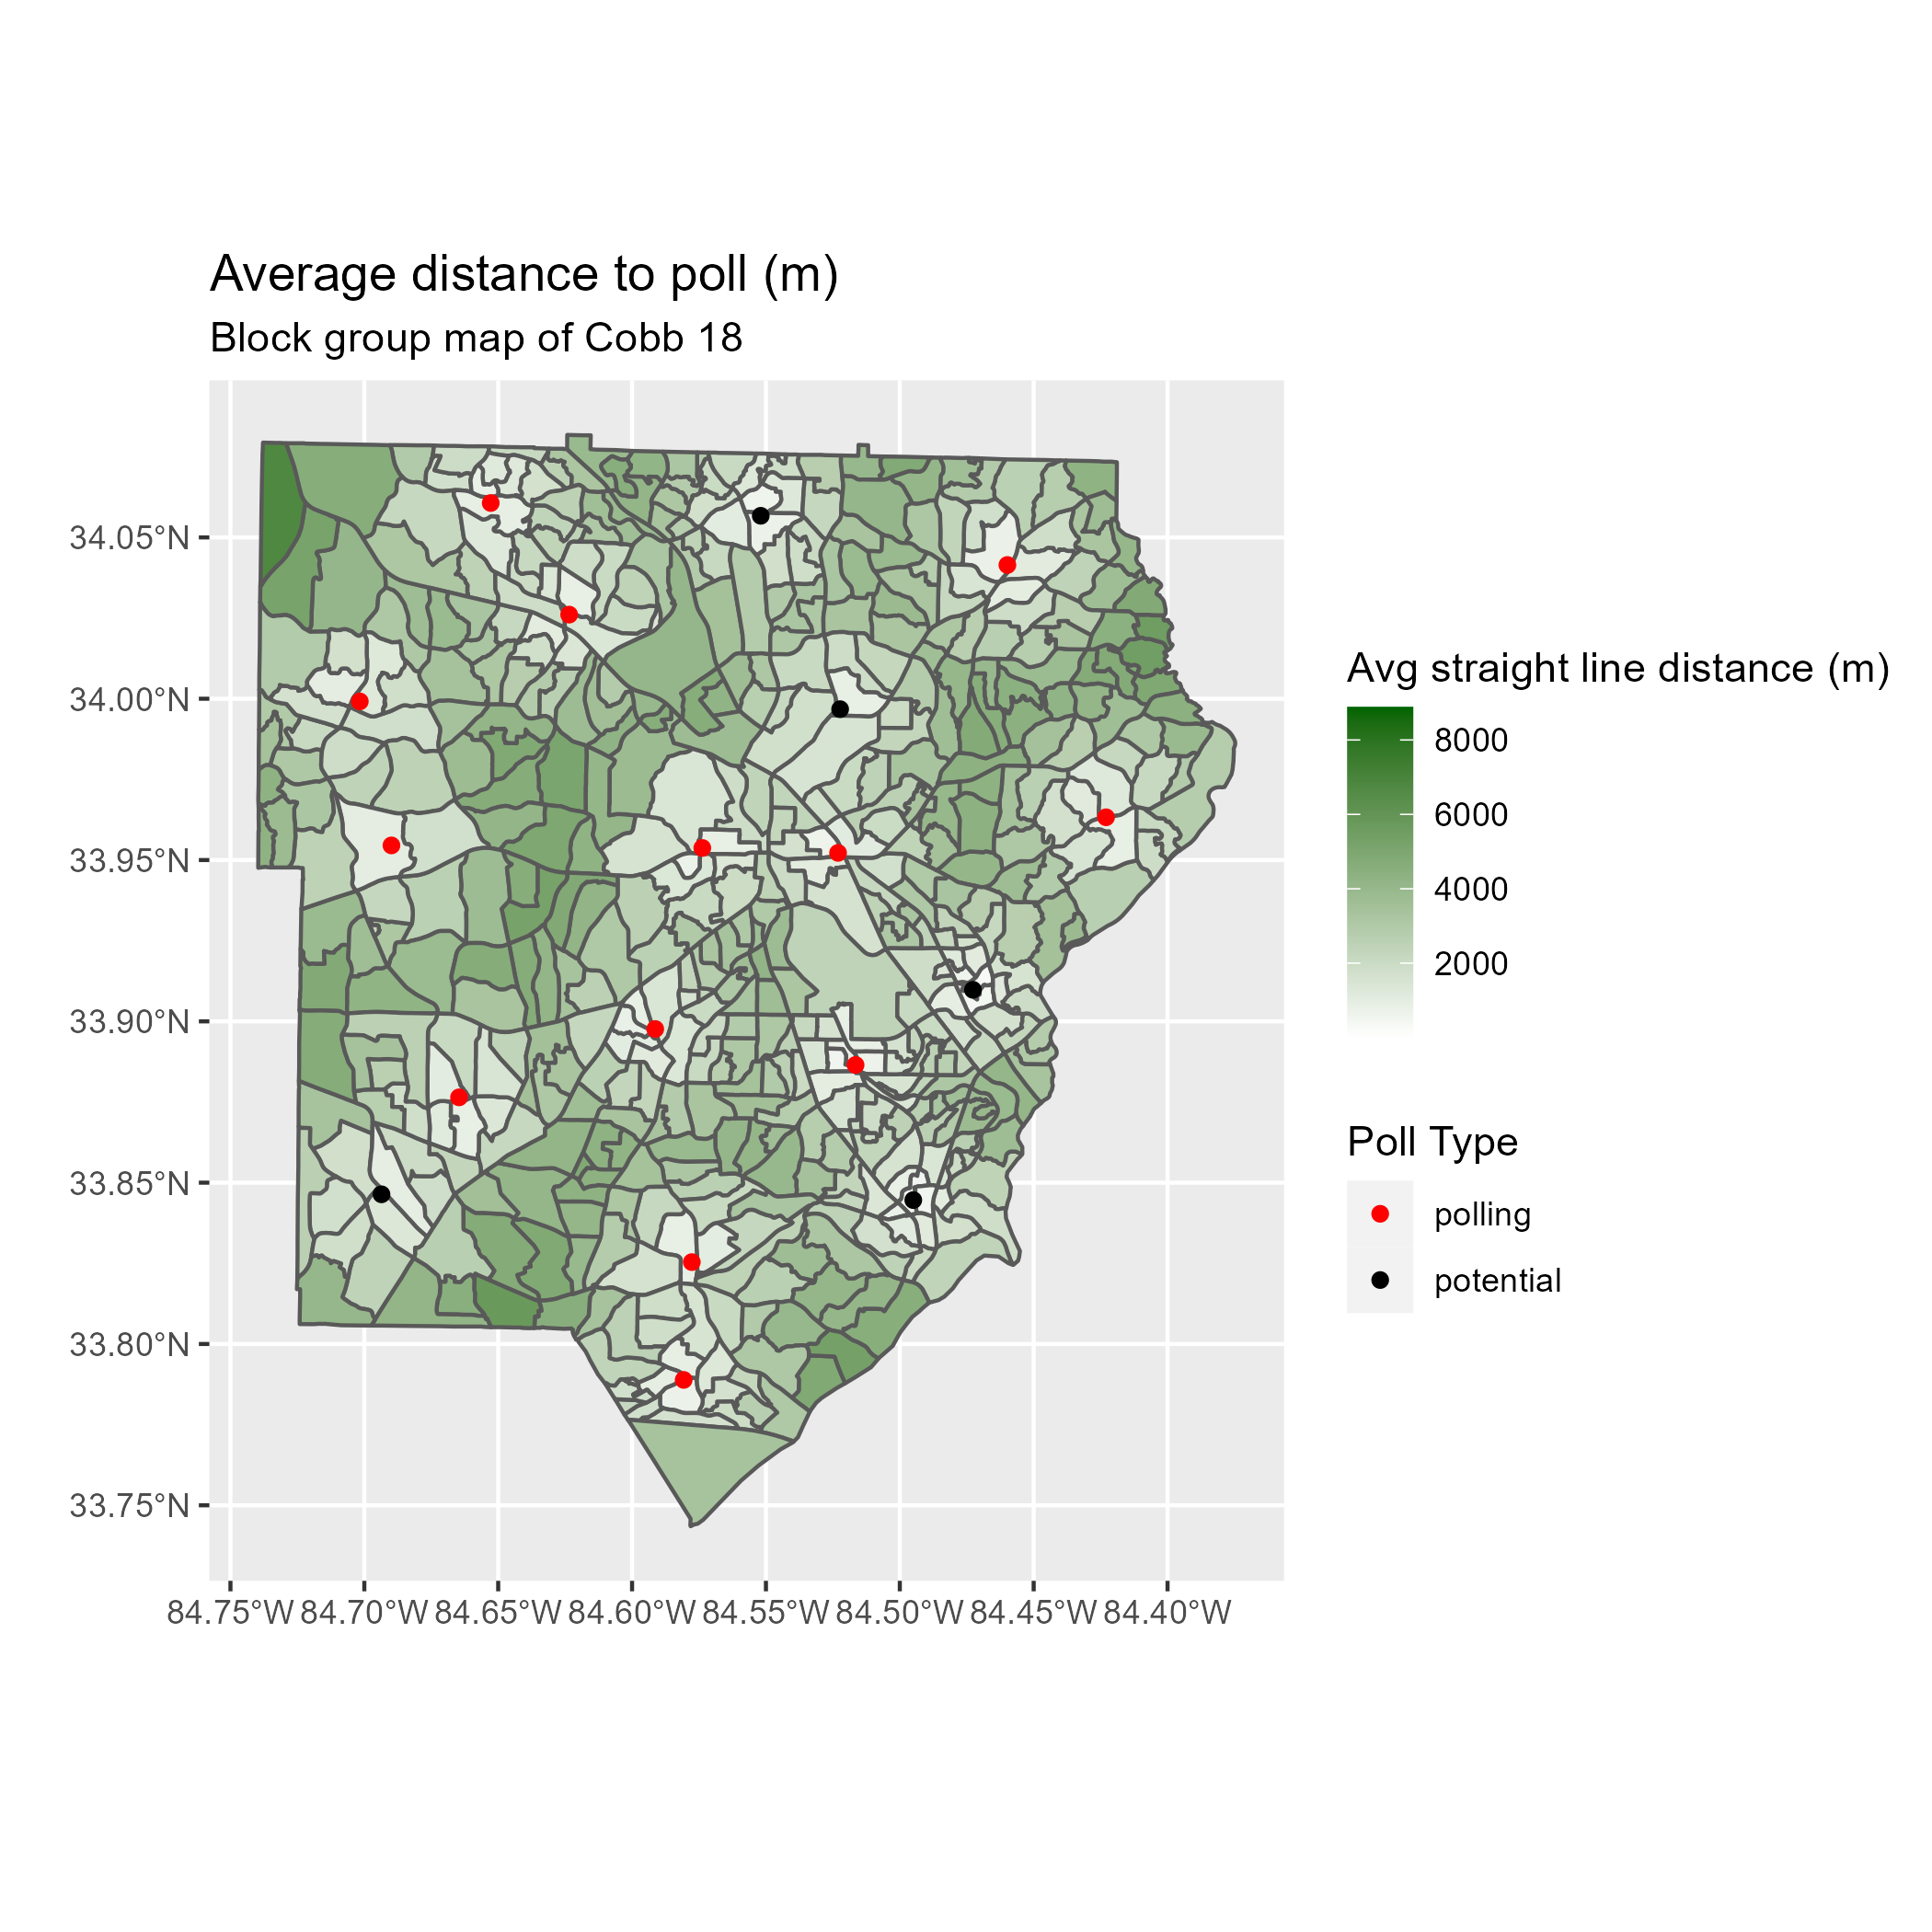 Average distance to poll (m)
Block group map of Cobb 18
34.05°N
34.00°N
33.95°N
33.90°N
33.85°N
33.80°N
33.75°N
84.75°W 84.70°W 84.65°W 84.60°W 84.55°W 84.50°W 84.45°W 84.40°W
Avg straight line distance (m)
8000
6000
4000
2000
Poll Type
polling
potential